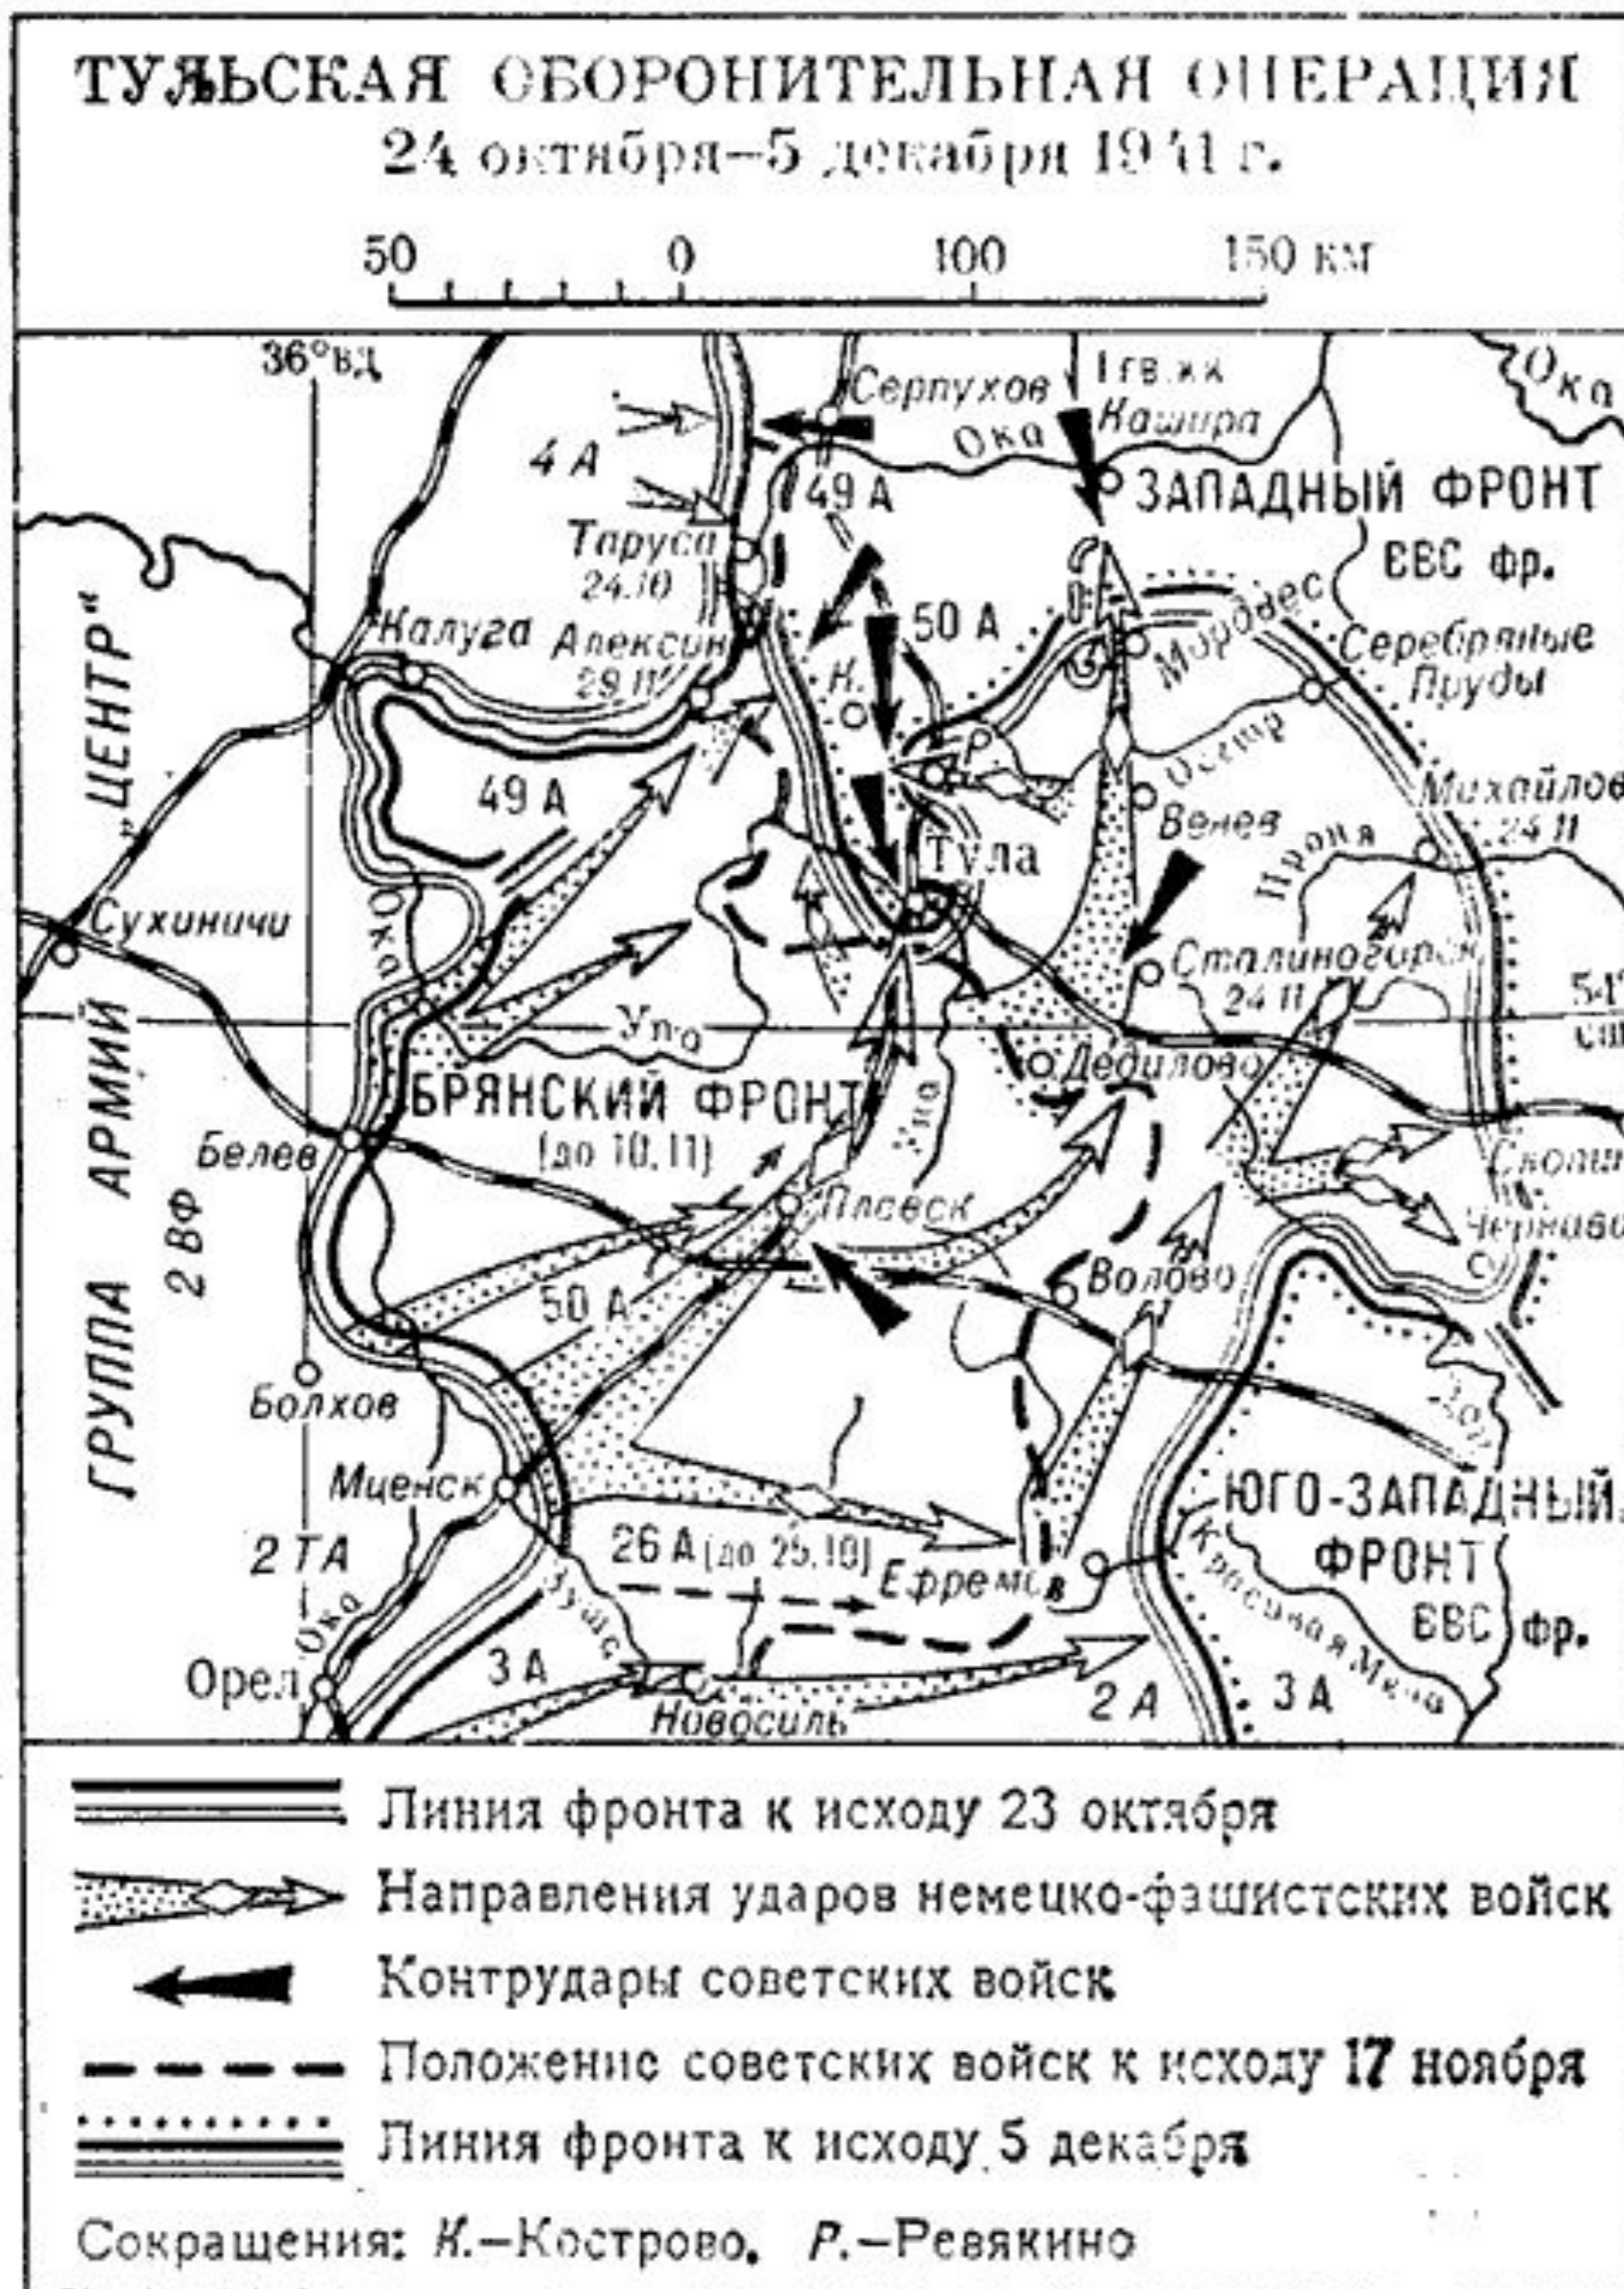 ТУЛЬСКАЯ ОБОРОНИТЕЛЬНАЯ ОПЕРАЦИЯ
24 октября–5 декабря 1941 г.
50 0 100 150 км
36°вд
Серпухов
1 гв. кк
Кашира
Ока
Ока
4 А
49 А
ЗАПАДНЫЙ ФРОНТ
ВВС фр.
Таруса
24.10
50 А
Мордвес
Калуга
Алексин
29.11
Серебряные
Пруды
К.
Р.
Осетр
49 А
Михайлов
24 11
Венев
Проня
Тула
Сухиничи
Ока
Сталиногорск
24 11
54°
Упа
Дедилово
БРЯНСКИЙ ФРОНТ
(до 10.11)
Упа
Белев
Плавск
Волово
50 А
Болхов
Мценск
ЮГО-ЗАПАДНЫЙ
ФРОНТ
ВВС фр.
2 ТА
26 А (до 25.10)
Ефремов
Красивая Меча
Ока
Зуша
Орел
3 А
Новосиль
2 А
3 А
ГРУППА АРМИЙ „ЦЕНТР“
2 ВФ
Линия фронта к исходу 23 октября
Направления ударов немецко-фашистских войск
Контрудары советских войск
Положение советских войск к исходу 17 ноября
Линия фронта к исходу 5 декабря
Сокращения: К.–Кострово. Р.–Ревякино